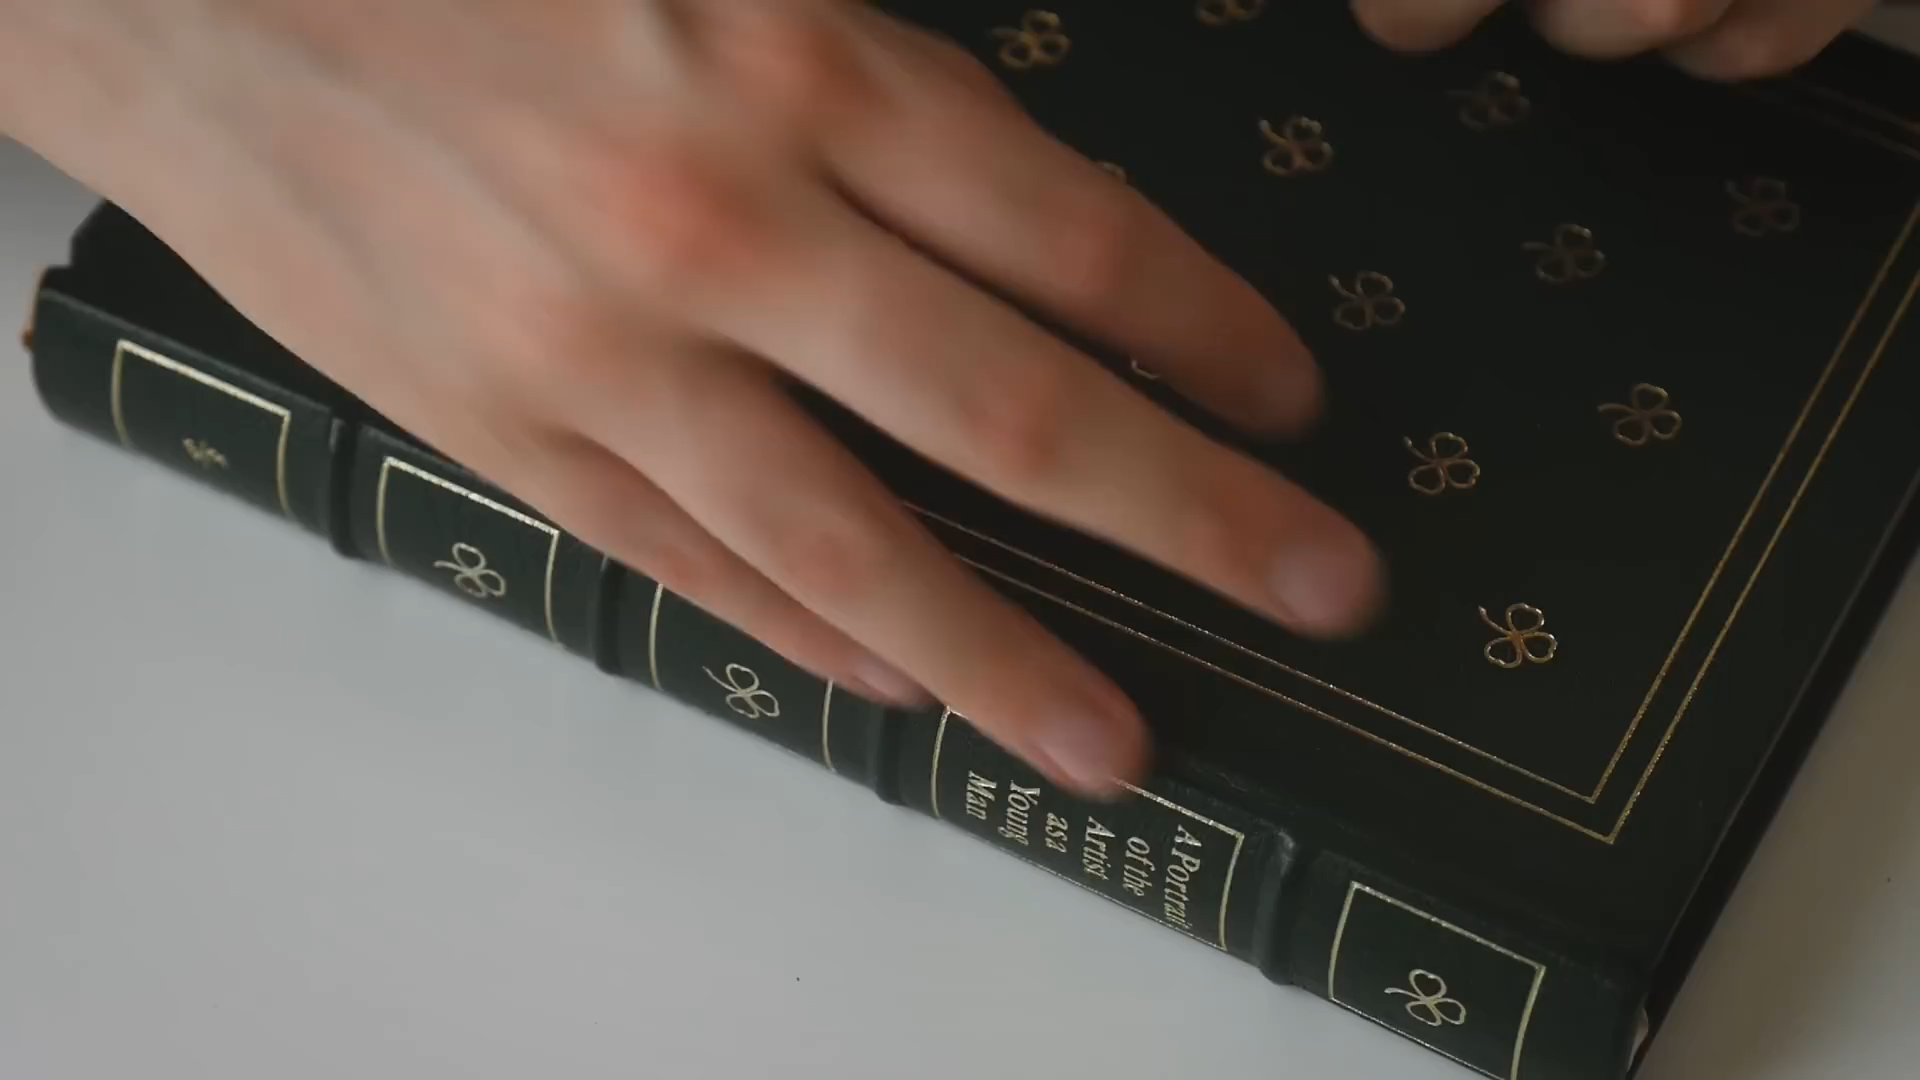 A Portrait
of the
Artist
as a
Young
Man